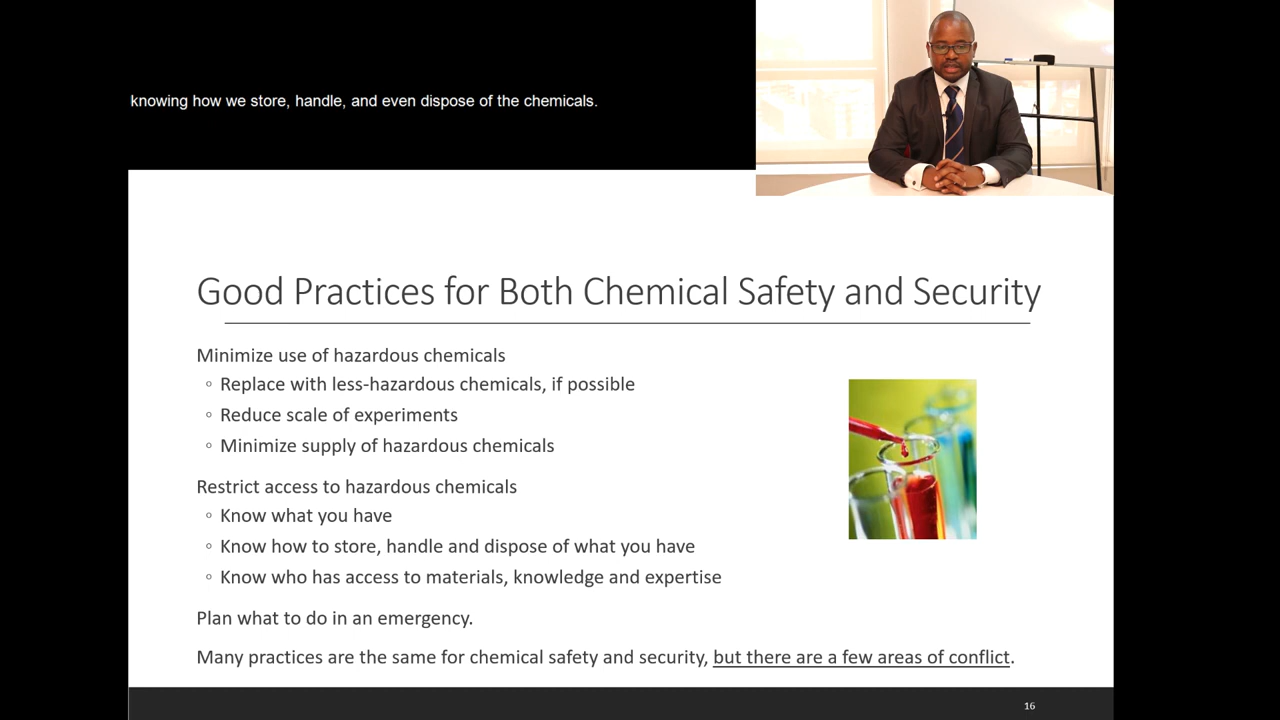 knowing how we store, handle, and even dispose of the chemicals.
Good Practices for Both Chemical Safety and Security
Minimize use of hazardous chemicals
◦ Replace with less-hazardous chemicals, if possible
◦ Reduce scale of experiments
◦ Minimize supply of hazardous chemicals
Restrict access to hazardous chemicals
◦ Know what you have
◦ Know how to store, handle and dispose of what you have
◦ Know who has access to materials, knowledge and expertise
Plan what to do in an emergency.
Many practices are the same for chemical safety and security, but there are a few areas of conflict.
16